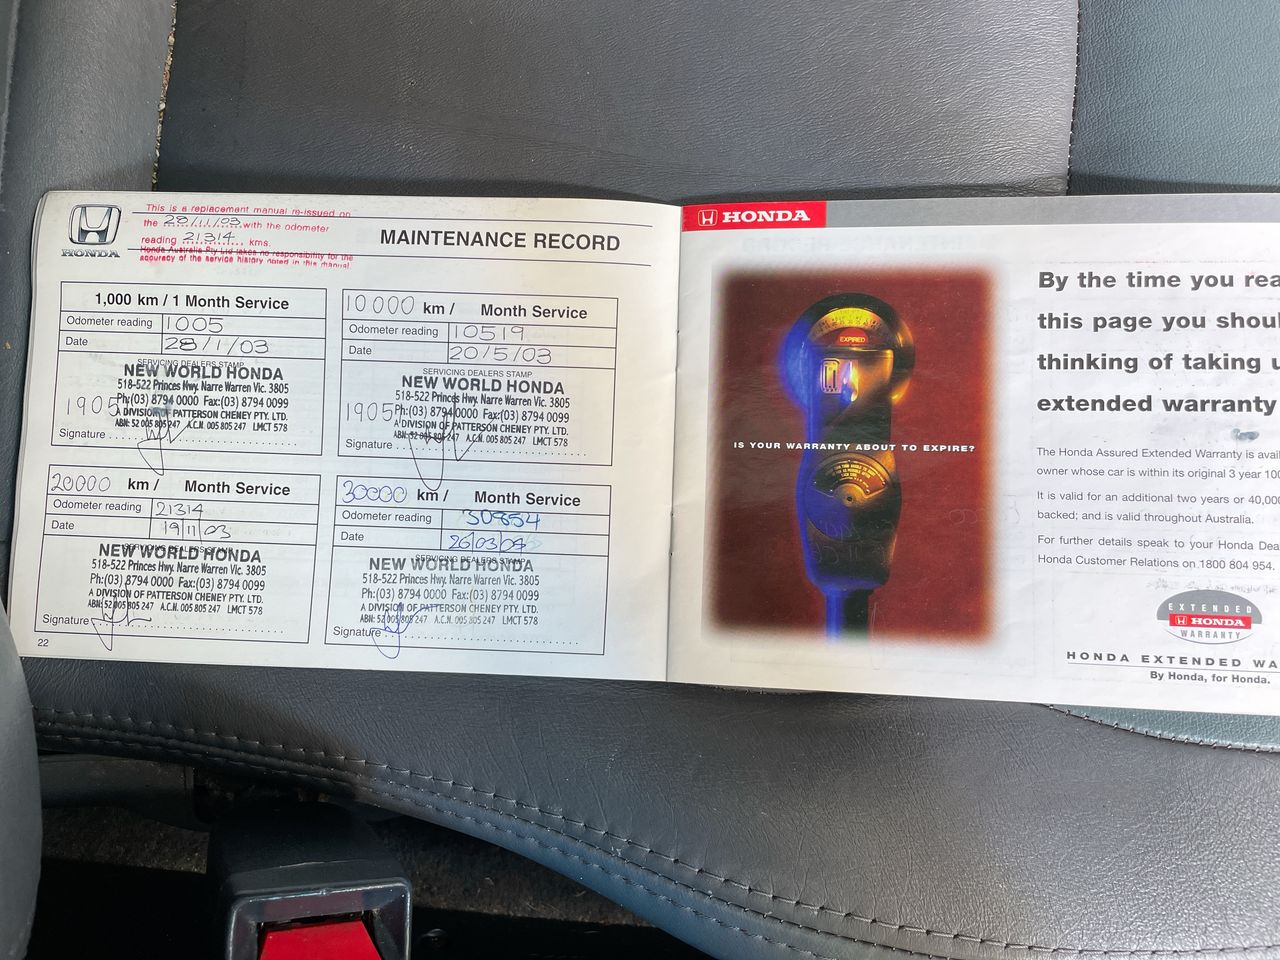 HONDA
This is a replacement manual re-issued on
the 28/11/03 with the odometer
reading 21314 kms.
Honda Australia Pty Ltd takes no responsibility for the
accuracy of the service history noted in this manual.
MAINTENANCE RECORD
1,000 km / 1 Month Service
Odometer reading 1005
Date 28/1/03
SERVICING DEALERS STAMP
NEW WORLD HONDA
518-522 Princes Hwy. Narre Warren Vic. 3805
1905 Ph:(03) 8794 0000 Fax:(03) 8794 0099
A DIVISION OF PATTERSON CHENEY PTY. LTD.
ABN: 52 005 805 247 A.C.N. 005 805 247 LMCT 578
Signature
10000 km / Month Service
Odometer reading 10519
Date 20/5/03
SERVICING DEALERS STAMP
NEW WORLD HONDA
518-522 Princes Hwy. Narre Warren Vic. 3805
1905 Ph:(03) 8794 0000 Fax:(03) 8794 0099
A DIVISION OF PATTERSON CHENEY PTY. LTD.
ABN: 52 005 805 247 A.C.N. 005 805 247 LMCT 578
Signature
20000 km / Month Service
Odometer reading 21314
Date 19/11/03
SERVICING DEALERS STAMP
NEW WORLD HONDA
518-522 Princes Hwy. Narre Warren Vic. 3805
Ph:(03) 8794 0000 Fax:(03) 8794 0099
A DIVISION OF PATTERSON CHENEY PTY. LTD.
ABN: 52 005 805 247 A.C.N. 005 805 247 LMCT 578
Signature
30000 km / Month Service
Odometer reading 30854
Date 26/03/04
SERVICING DEALERS STAMP
NEW WORLD HONDA
518-522 Princes Hwy. Narre Warren Vic. 3805
Ph:(03) 8794 0000 Fax:(03) 8794 0099
A DIVISION OF PATTERSON CHENEY PTY. LTD.
ABN: 52 005 805 247 A.C.N. 005 805 247 LMCT 578
Signature
22
HONDA
EXPIRED
IS YOUR WARRANTY ABOUT TO EXPIRE?
By the time you rea
this page you shoul
thinking of taking u
extended warranty
The Honda Assured Extended Warranty is avail
owner whose car is within its original 3 year 100
It is valid for an additional two years or 40,000
backed; and is valid throughout Australia.
For further details speak to your Honda Dea
Honda Customer Relations on 1800 804 954.
EXTENDED
HONDA
WARRANTY
HONDA EXTENDED WA
By Honda, for Honda.